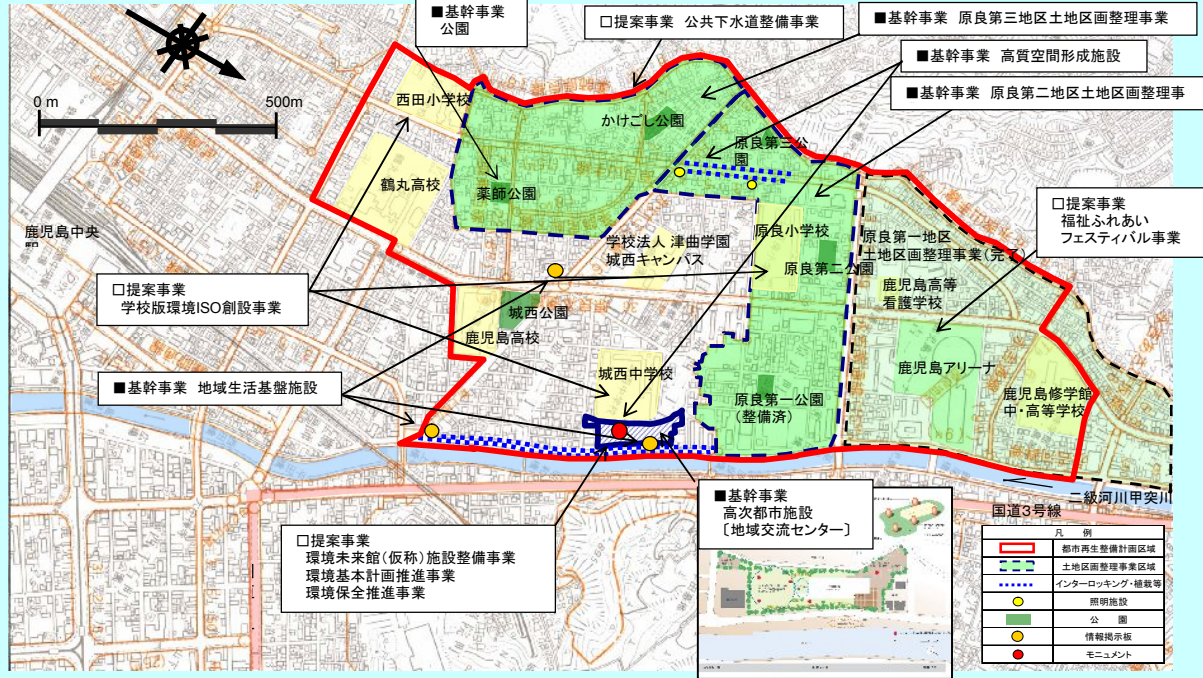 ■基幹事業
公園
□提案事業 公共下水道整備事業
■基幹事業 原良第三地区土地区画整理事業
■基幹事業 高質空間形成施設
■基幹事業 原良第二地区土地区画整理事
0 m
500m
西田小学校
かけごし公園
原良第三公
園
鶴丸高校
薬師公園
□提案事業
福祉ふれあい
フェスティバル事業
鹿児島中央
駅
学校法人 津曲学園
城西キャンパス
原良小学校
原良第二公園
原良第一地区
土地区画整理事業(完了)
鹿児島高等
看護学校
□提案事業
学校版環境ISO創設事業
城西公園
鹿児島高校
城西中学校
鹿児島アリーナ
■基幹事業 地域生活基盤施設
原良第一公園
(整備済)
鹿児島修学館
中・高等学校
■基幹事業
高次都市施設
〔地域交流センター〕
二級河川甲突川
国道3号線
□提案事業
環境未来館(仮称)施設整備事業
環境基本計画推進事業
環境保全推進事業
凡 例
都市再生整備計画区域
土地区画整理事業区域
インターロッキング・植栽等
照明施設
公 園
情報掲示板
モニュメント